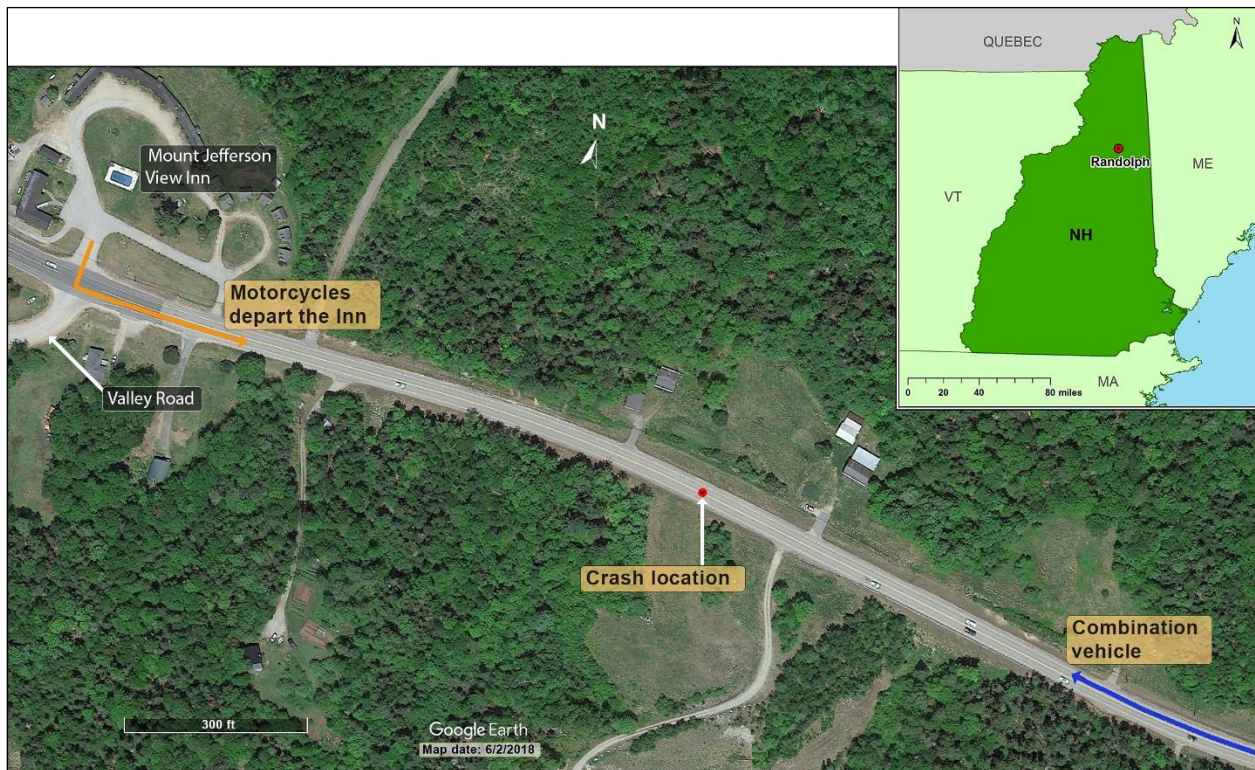 QUEBEC
N
VT
ME
Randolph
NH
MA
0 20 40 80 miles
Mount Jefferson
View Inn
N
Motorcycles
depart the Inn
Valley Road
Crash location
Combination
vehicle
300 ft
Google Earth
Map date: 6/2/2018